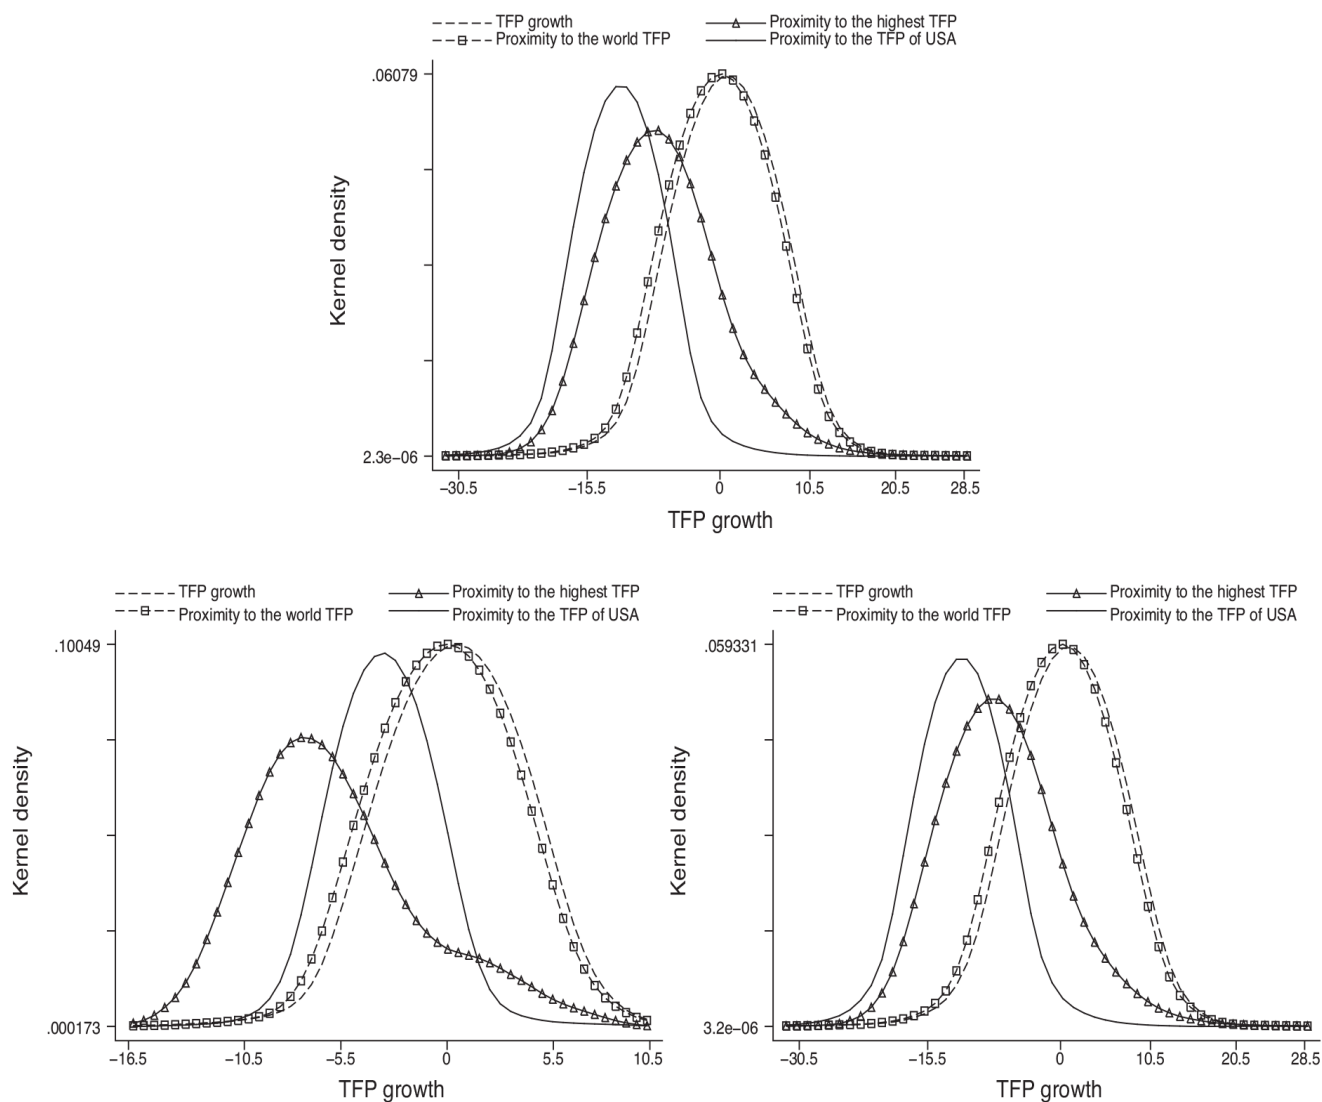 TFP growth
Proximity to the highest TFP
Proximity to the world TFP
Proximity to the TFP of USA
.06079
2.3e−06
Kernel density
−30.5 −15.5 0 10.5 20.5 28.5
TFP growth
TFP growth
Proximity to the highest TFP
Proximity to the world TFP
Proximity to the TFP of USA
.10049
.000173
Kernel density
−16.5 −10.5 −5.5 0 5.5 10.5
TFP growth
TFP growth
Proximity to the highest TFP
Proximity to the world TFP
Proximity to the TFP of USA
.059331
3.2e−06
Kernel density
−30.5 −15.5 0 10.5 20.5 28.5
TFP growth